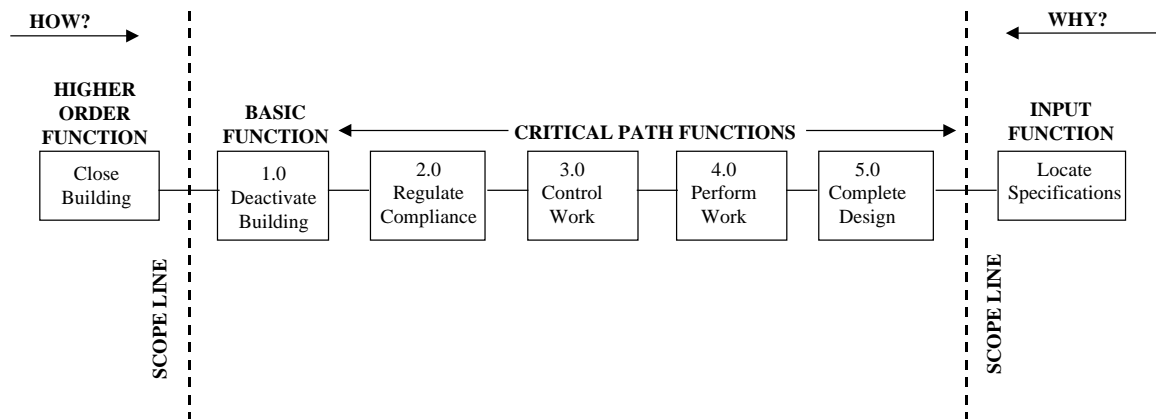 HOW?
WHY?
HIGHER
ORDER
FUNCTION
BASIC
FUNCTION
CRITICAL PATH FUNCTIONS
INPUT
FUNCTION
Close
Building
1.0
Deactivate
Building
2.0
Regulate
Compliance
3.0
Control
Work
4.0
Perform
Work
5.0
Complete
Design
Locate
Specifications
SCOPE LINE
SCOPE LINE